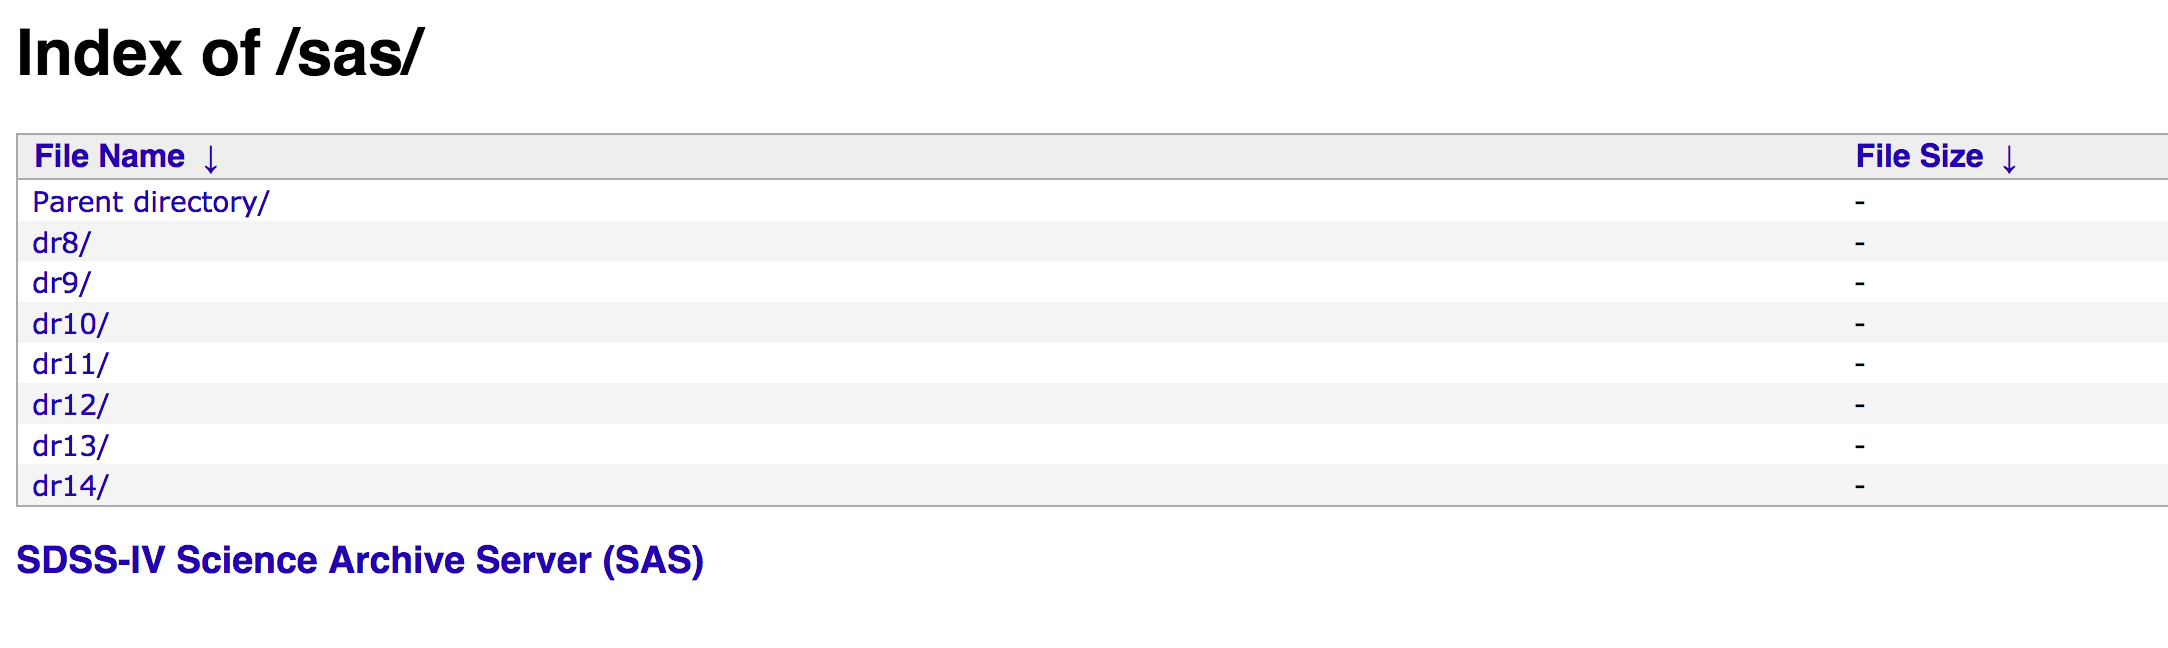 Index of /sas/
File Name ↓ File Size ↓
Parent directory/ -
dr8/ -
dr9/ -
dr10/ -
dr11/ -
dr12/ -
dr13/ -
dr14/ -
SDSS-IV Science Archive Server (SAS)